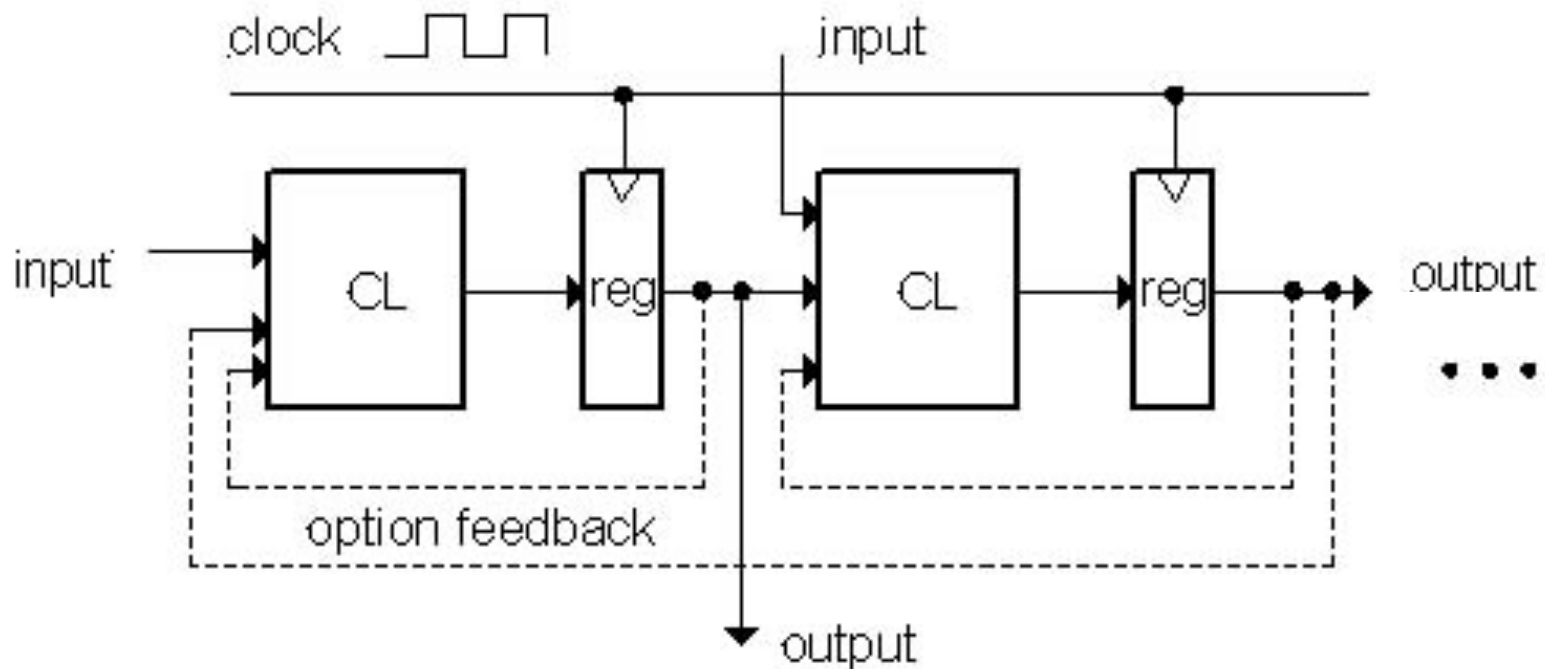 clock
input
input
CL
reg
CL
reg
output
option feedback
output